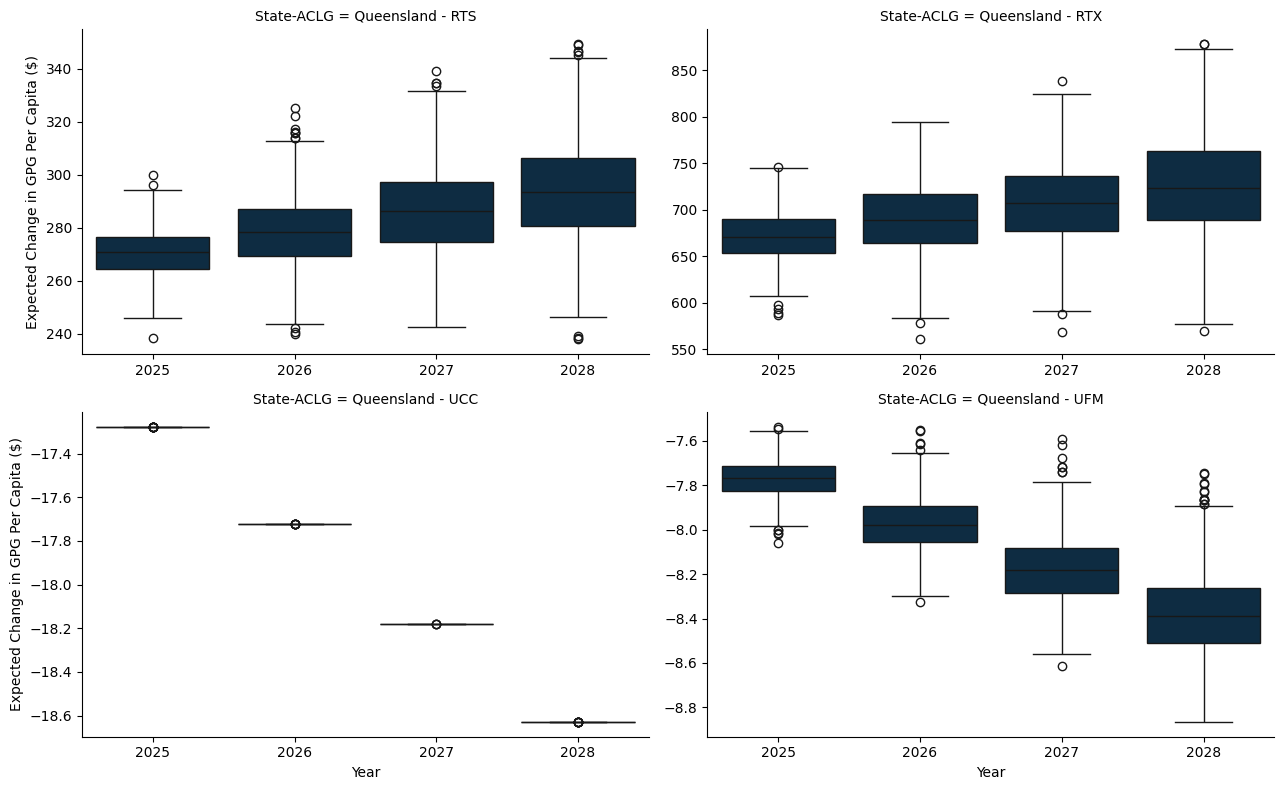 State-ACLG = Queensland - RTS
Expected Change in GPG Per Capita ($)
340
320
300
280
260
240
2025 2026 2027 2028
State-ACLG = Queensland - RTX
850
800
750
700
650
600
550
2025 2026 2027 2028
State-ACLG = Queensland - UCC
Expected Change in GPG Per Capita ($)
−17.4
−17.6
−17.8
−18.0
−18.2
−18.4
−18.6
2025 2026 2027 2028
Year
State-ACLG = Queensland - UFM
−7.6
−7.8
−8.0
−8.2
−8.4
−8.6
−8.8
2025 2026 2027 2028
Year